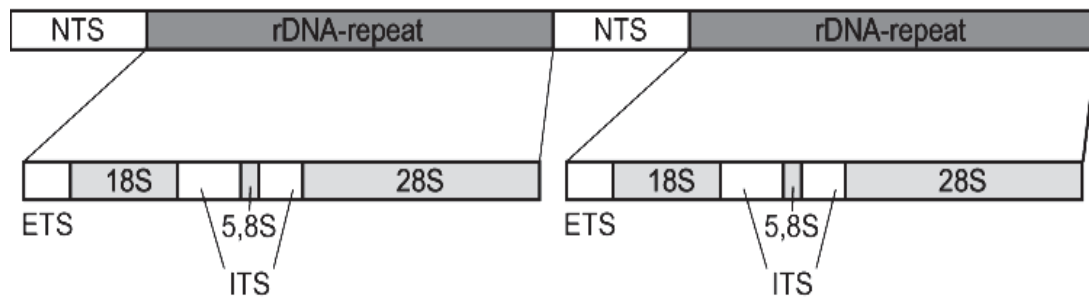 NTS rDNA-repeat NTS rDNA-repeat
18S 28S 18S 28S
ETS 5,8S ETS 5,8S
ITS ITS